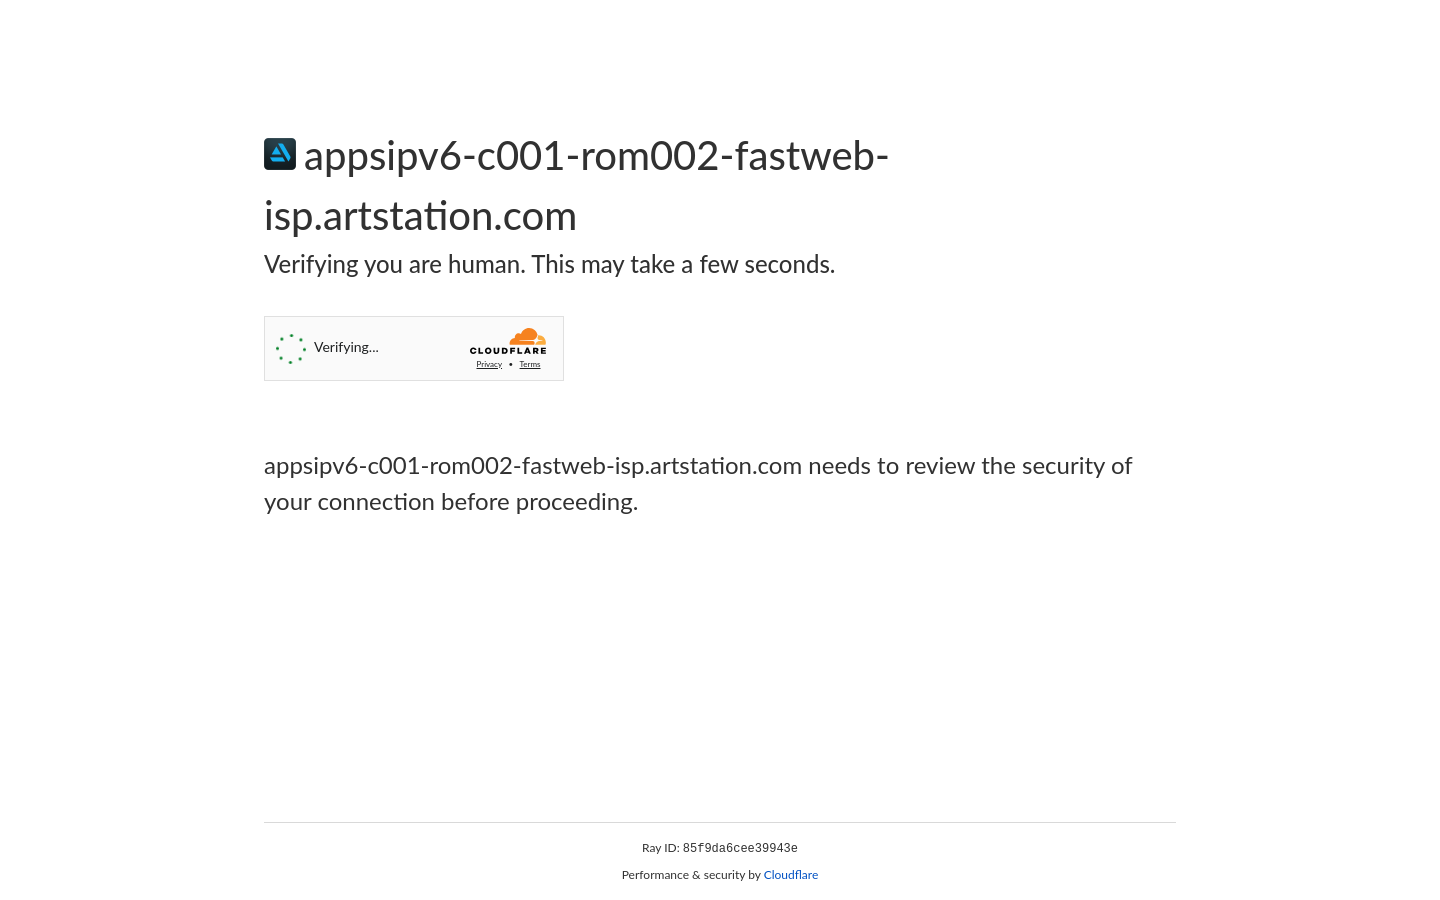 appsipv6-c001-rom002-fastweb-
isp.artstation.com
Verifying you are human. This may take a few seconds.
Verifying...
CLOUDFLARE
Privacy • Terms
appsipv6-c001-rom002-fastweb-isp.artstation.com needs to review the security of
your connection before proceeding.
Ray ID: 85f9da6cee39943e
Performance & security by Cloudflare